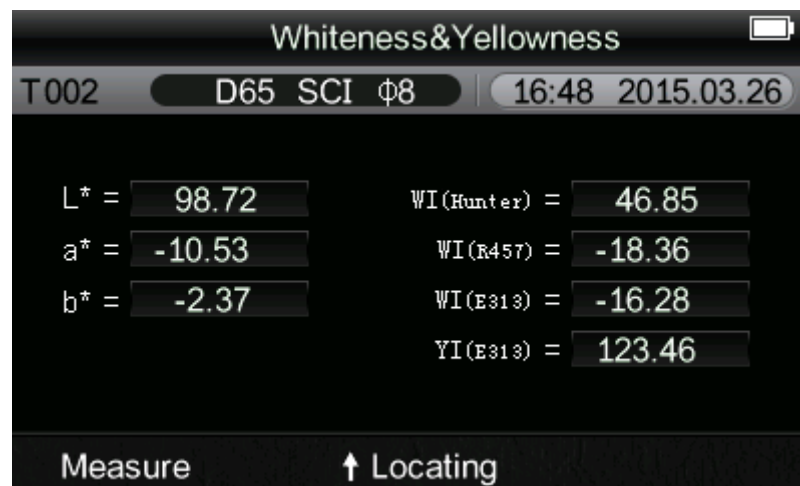 Whiteness&Yellowness
T002 D65 SCI Φ8 16:48 2015.03.26
L* = 98.72 WI(Hunter) = 46.85
a* = -10.53 WI(R457) = -18.36
b* = -2.37 WI(E313) = -16.28
YI(E313) = 123.46
Measure ↑ Locating